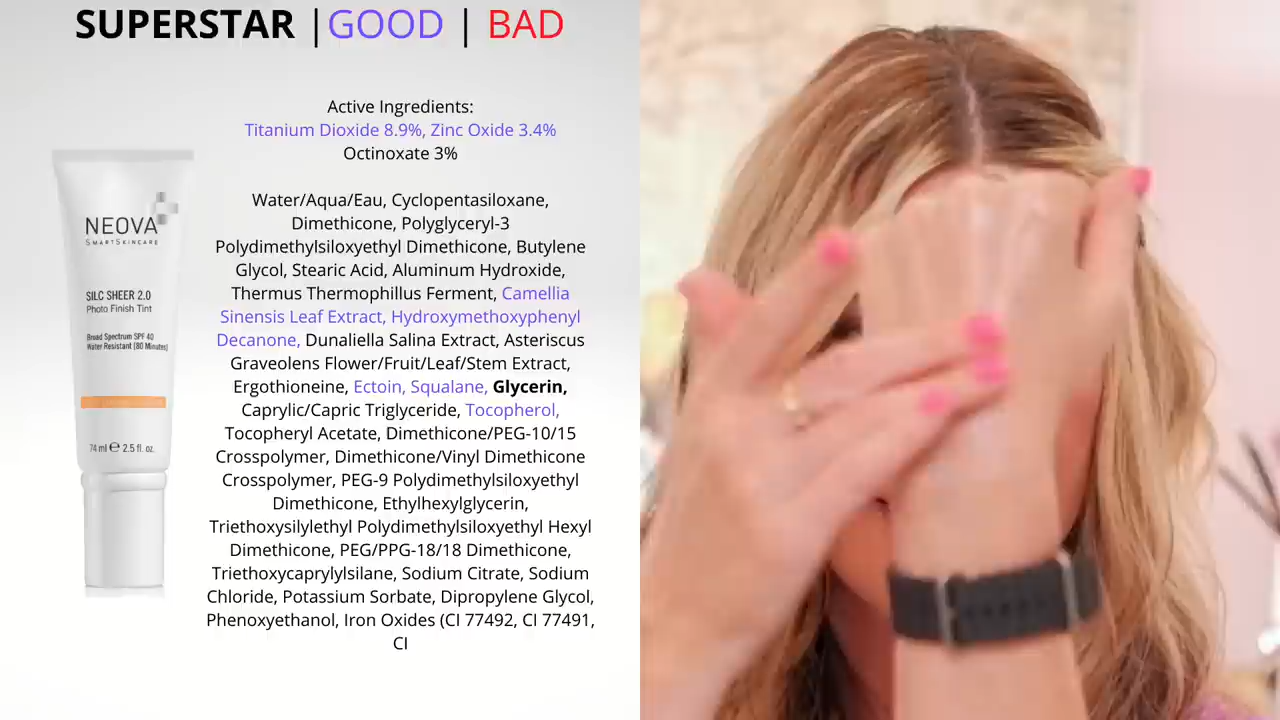 SUPERSTAR | GOOD | BAD
Active Ingredients:
Titanium Dioxide 8.9%, Zinc Oxide 3.4%
Octinoxate 3%
Water/Aqua/Eau, Cyclopentasiloxane,
Dimethicone, Polyglyceryl-3
Polydimethylsiloxyethyl Dimethicone, Butylene
Glycol, Stearic Acid, Aluminum Hydroxide,
Thermus Thermophillus Ferment, Camellia
Sinensis Leaf Extract, Hydroxymethoxyphenyl
Decanone, Dunaliella Salina Extract, Asteriscus
Graveolens Flower/Fruit/Leaf/Stem Extract,
Ergothioneine, Ectoin, Squalane, Glycerin,
Caprylic/Capric Triglyceride, Tocopherol,
Tocopheryl Acetate, Dimethicone/PEG-10/15
Crosspolymer, Dimethicone/Vinyl Dimethicone
Crosspolymer, PEG-9 Polydimethylsiloxyethyl
Dimethicone, Ethylhexylglycerin,
Triethoxysilylethyl Polydimethylsiloxyethyl Hexyl
Dimethicone, PEG/PPG-18/18 Dimethicone,
Triethoxycaprylylsilane, Sodium Citrate, Sodium
Chloride, Potassium Sorbate, Dipropylene Glycol,
Phenoxyethanol, Iron Oxides (CI 77492, CI 77491,
CI
NEOVA
SMARTSKINCARE
SILC SHEER 2.0
Photo Finish Tint
Broad Spectrum SPF 40
Water Resistant (80 Minutes)
74 ml ℮ 2.5 fl. oz.